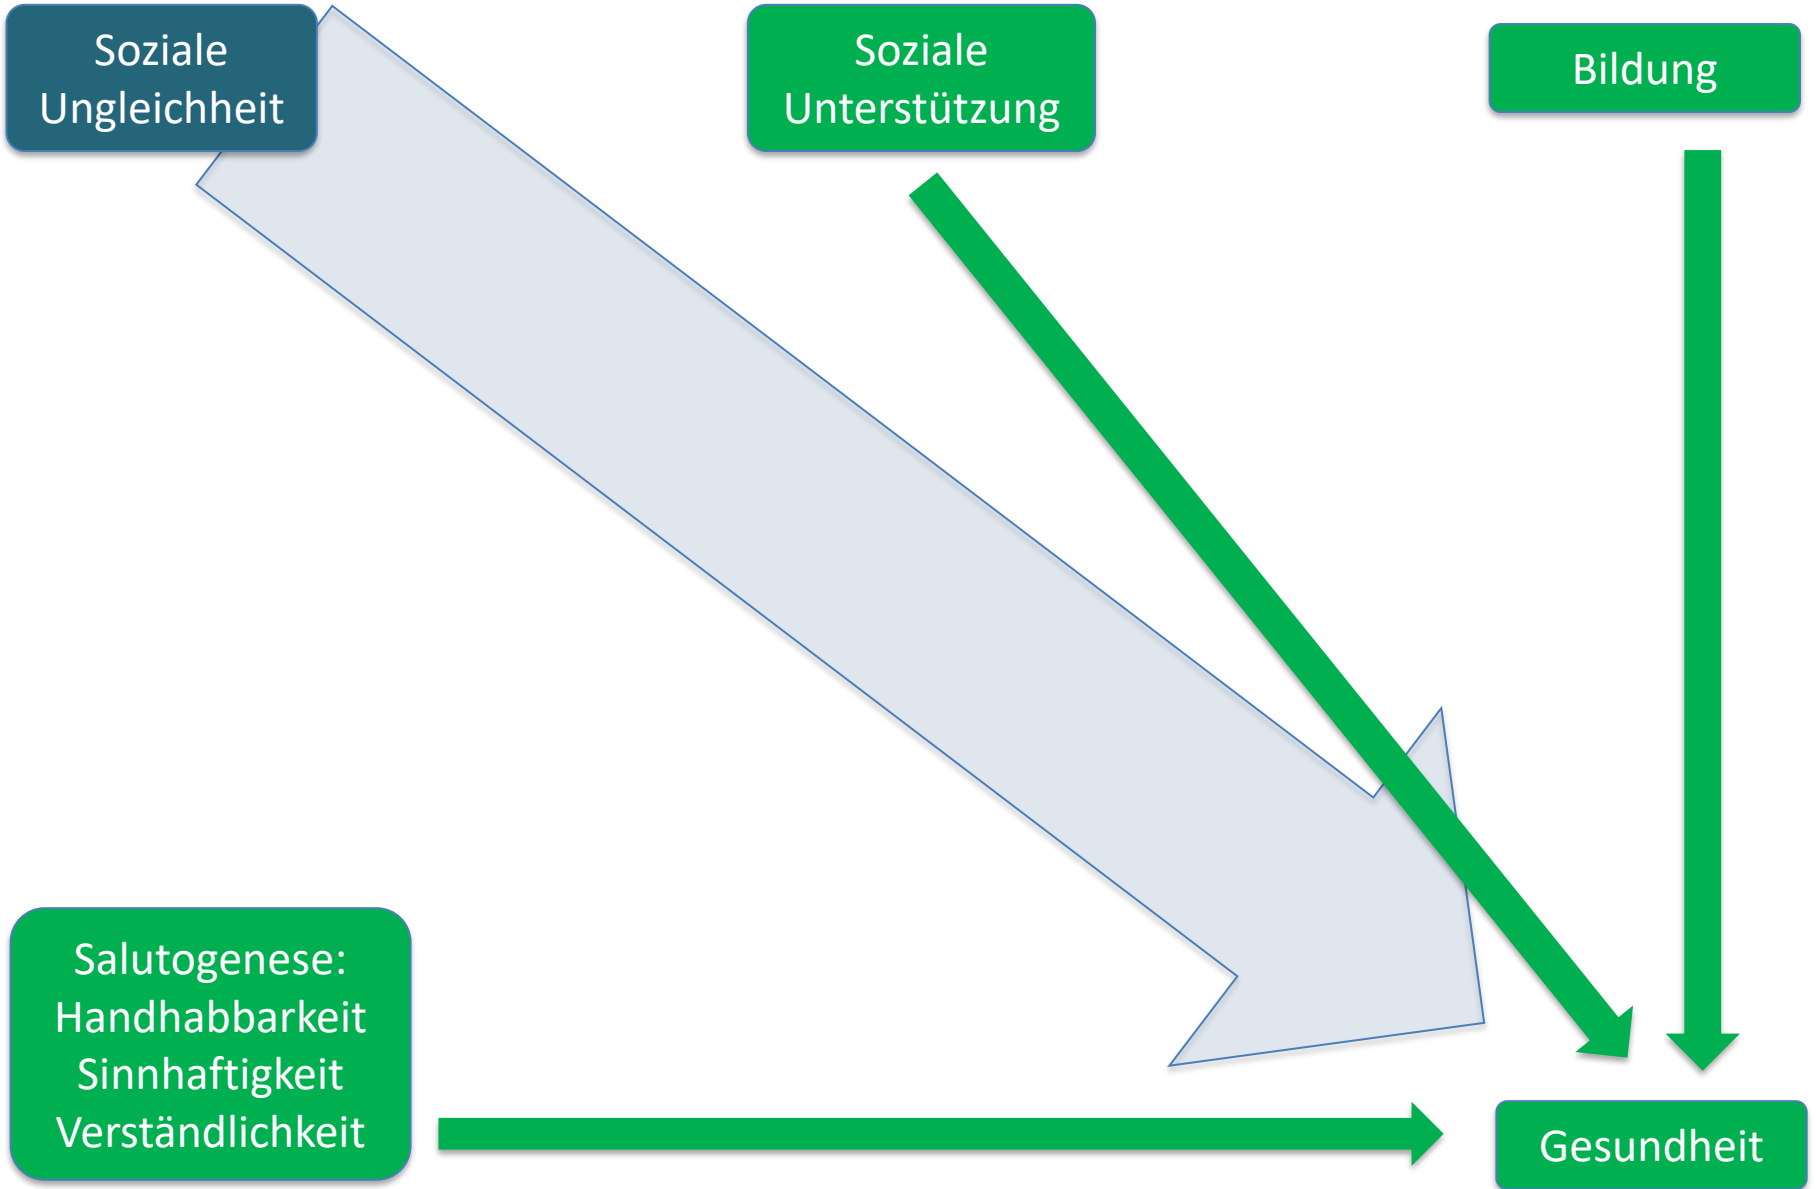 Soziale
Ungleichheit
Soziale
Unterstützung
Bildung
Salutogenese:
Handhabbarkeit
Sinnhaftigkeit
Verständlichkeit
Gesundheit